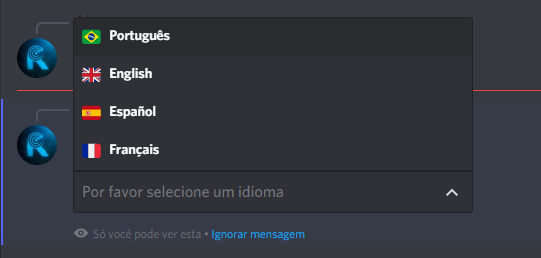 Português
English
Español
Français
Por favor selecione um idioma
Só você pode ver esta • Ignorar mensagem